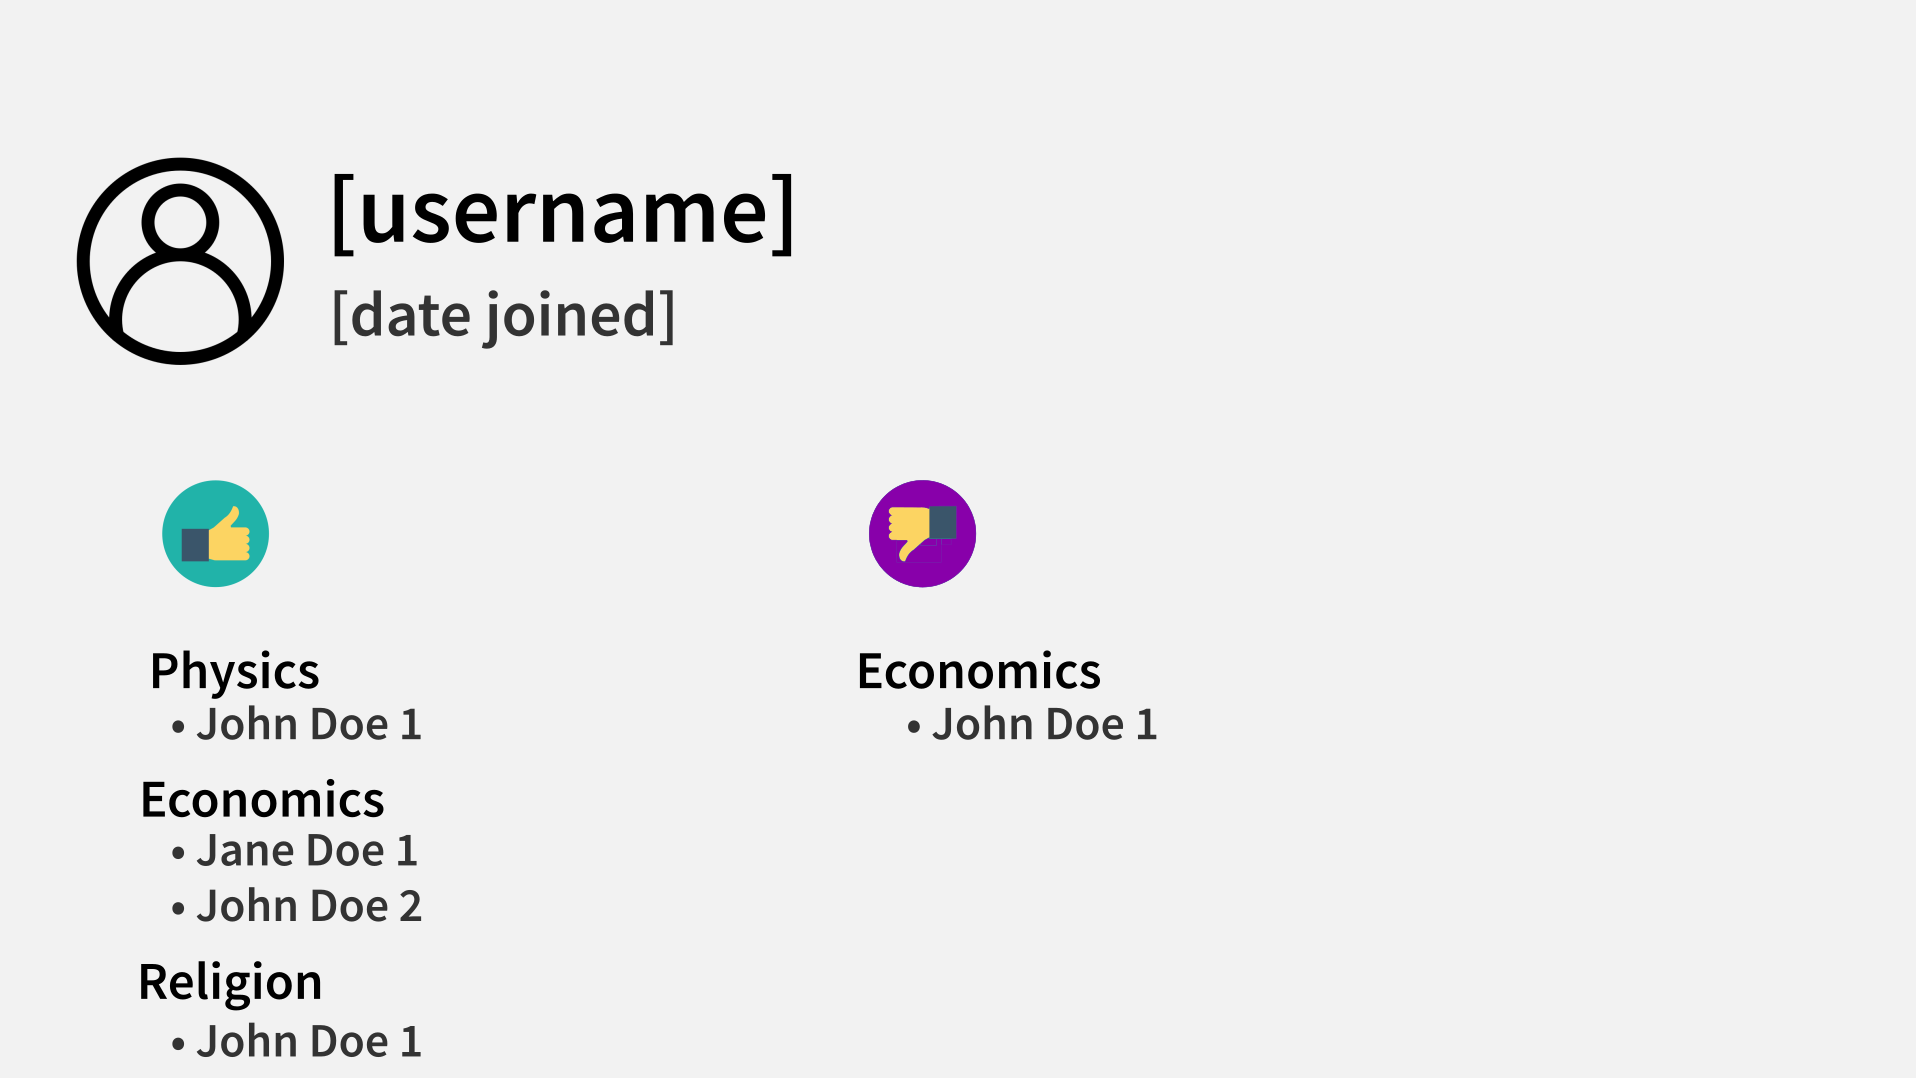 [username]
[date joined]
Physics
• John Doe 1
Economics
• Jane Doe 1
• John Doe 2
Religion
• John Doe 1
Economics
• John Doe 1